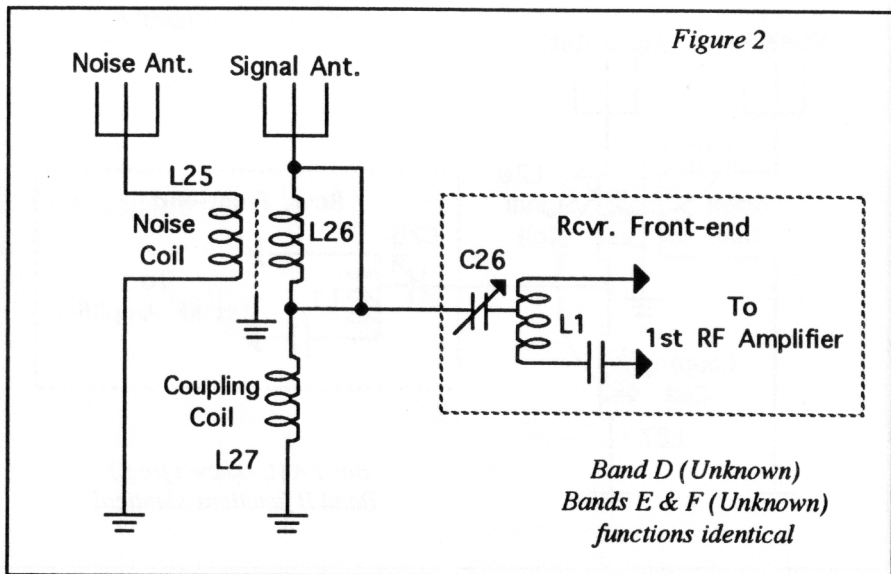 Figure 2
Noise Ant.
Signal Ant.
L25
Noise
Coil
L26
Rcvr. Front-end
C26
L1
To
1st RF Amplifier
Coupling
Coil
L27
Band D (Unknown)
Bands E & F (Unknown)
functions identical